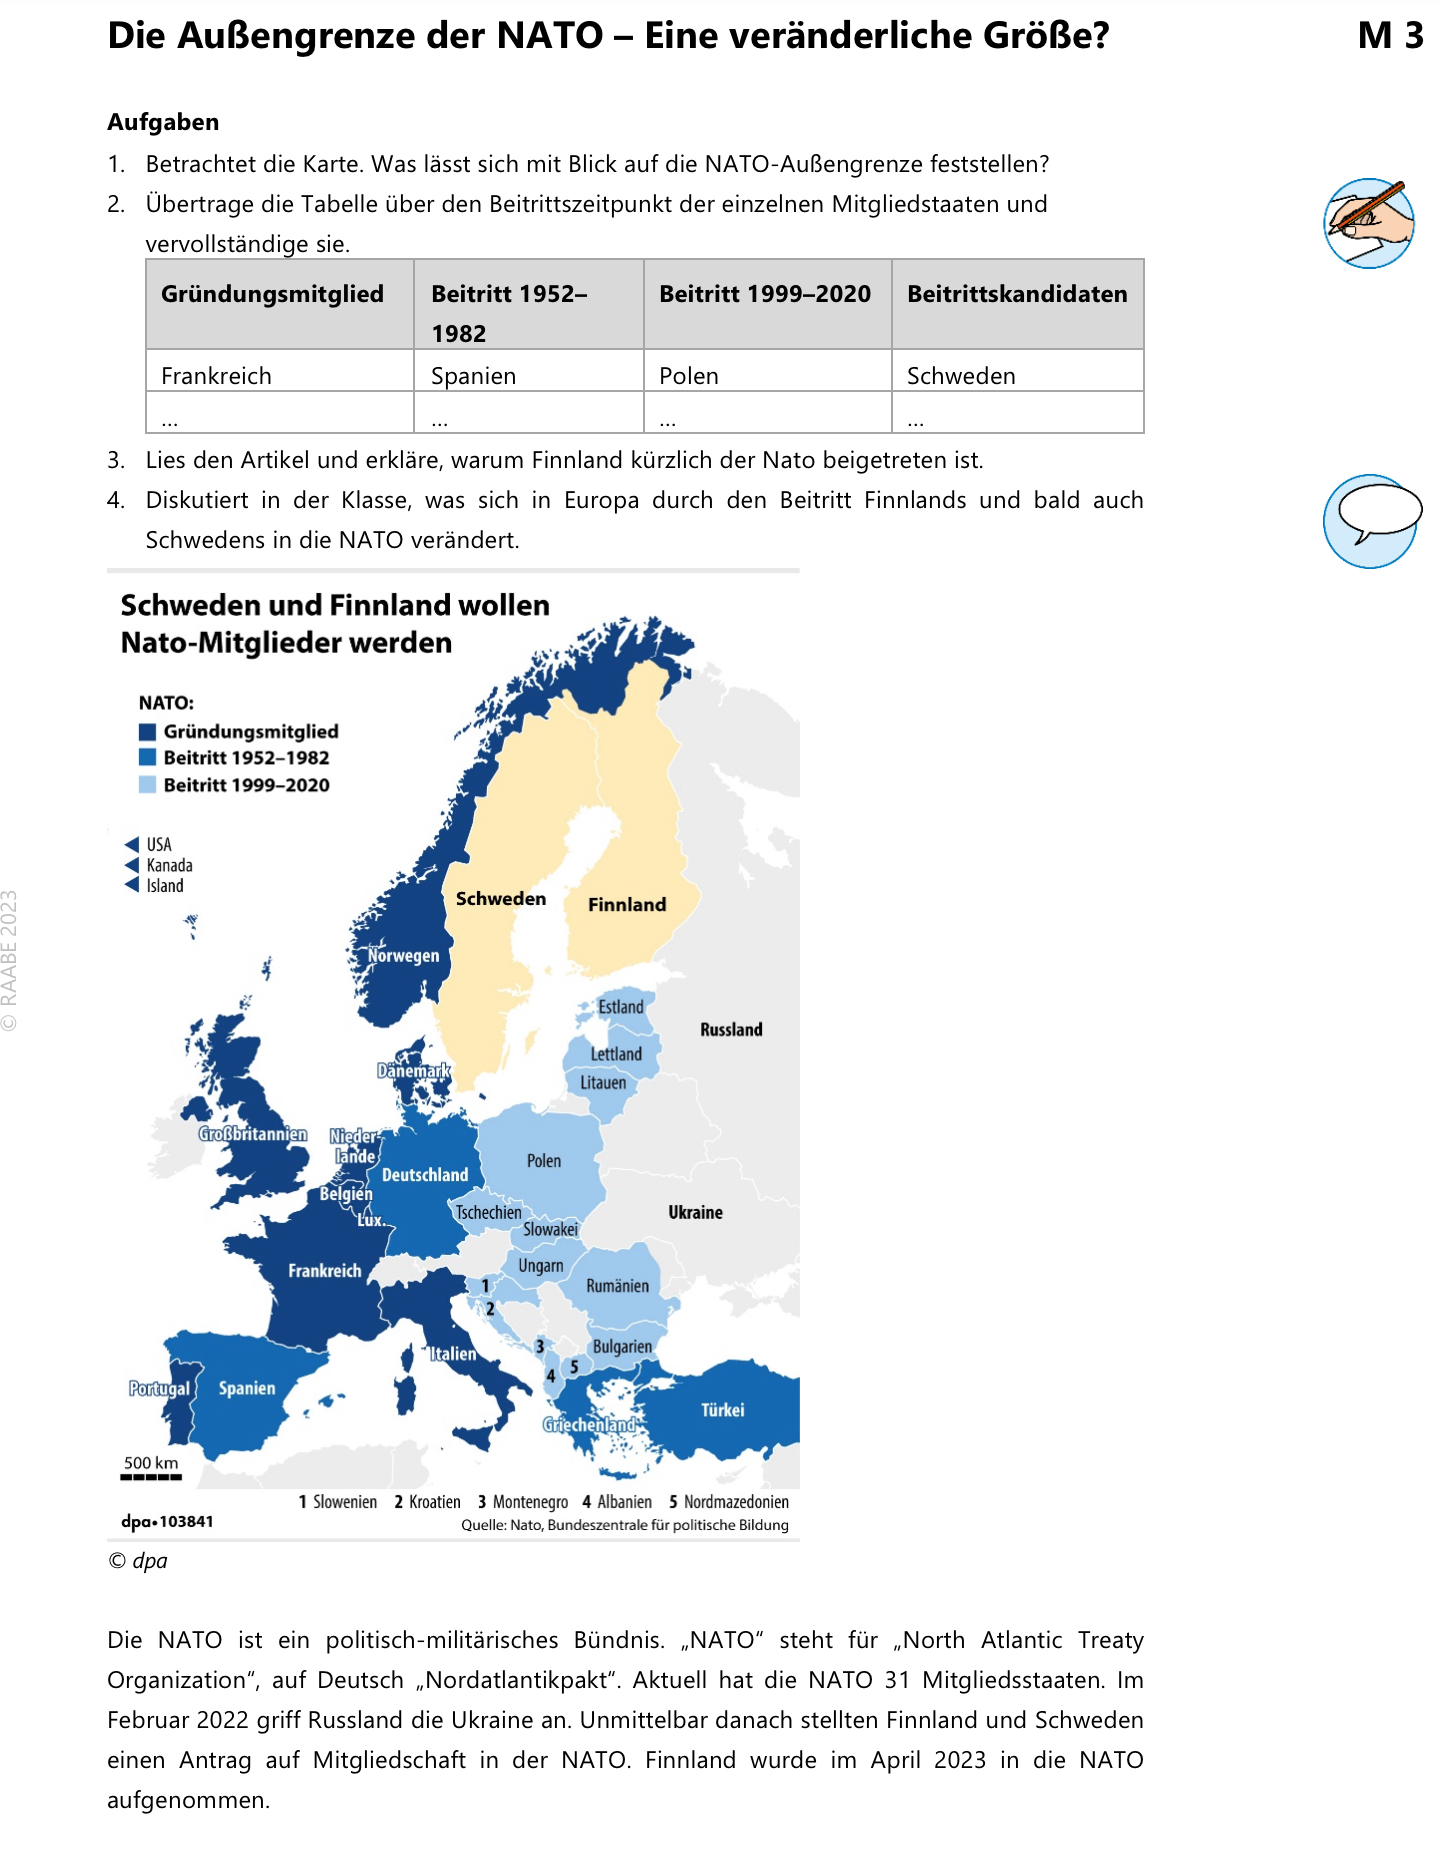 Die Außengrenze der NATO – Eine veränderliche Größe?
M 3
Aufgaben
1. Betrachtet die Karte. Was lässt sich mit Blick auf die NATO-Außengrenze feststellen?
2. Übertrage die Tabelle über den Beitrittszeitpunkt der einzelnen Mitgliedstaaten und
vervollständige sie.
Gründungsmitglied
Beitritt 1952–
1982
Beitritt 1999–2020
Beitrittskandidaten
Frankreich
Spanien
Polen
Schweden
...
...
...
...
3. Lies den Artikel und erkläre, warum Finnland kürzlich der Nato beigetreten ist.
4. Diskutiert in der Klasse, was sich in Europa durch den Beitritt Finnlands und bald auch
Schwedens in die NATO verändert.
Schweden und Finnland wollen
Nato-Mitglieder werden
NATO:
Gründungsmitglied
Beitritt 1952–1982
Beitritt 1999–2020
USA
Kanada
Island
Schweden
Finnland
Norwegen
Estland
Russland
Lettland
Dänemark
Litauen
Großbritannien
Nieder-
lande
Polen
Deutschland
Belgien
Tschechien
Ukraine
Lux.
Slowakei
Frankreich
Ungarn
1
Rumänien
2
3
Bulgarien
Italien
5
4
Portugal
Spanien
Türkei
Griechenland
500 km
1 Slowenien 2 Kroatien 3 Montenegro 4 Albanien 5 Nordmazedonien
dpa•103841
Quelle: Nato, Bundeszentrale für politische Bildung
© dpa
Die NATO ist ein politisch-militärisches Bündnis. „NATO“ steht für „North Atlantic Treaty
Organization“, auf Deutsch „Nordatlantikpakt“. Aktuell hat die NATO 31 Mitgliedsstaaten. Im
Februar 2022 griff Russland die Ukraine an. Unmittelbar danach stellten Finnland und Schweden
einen Antrag auf Mitgliedschaft in der NATO. Finnland wurde im April 2023 in die NATO
aufgenommen.
© RAABE 2023